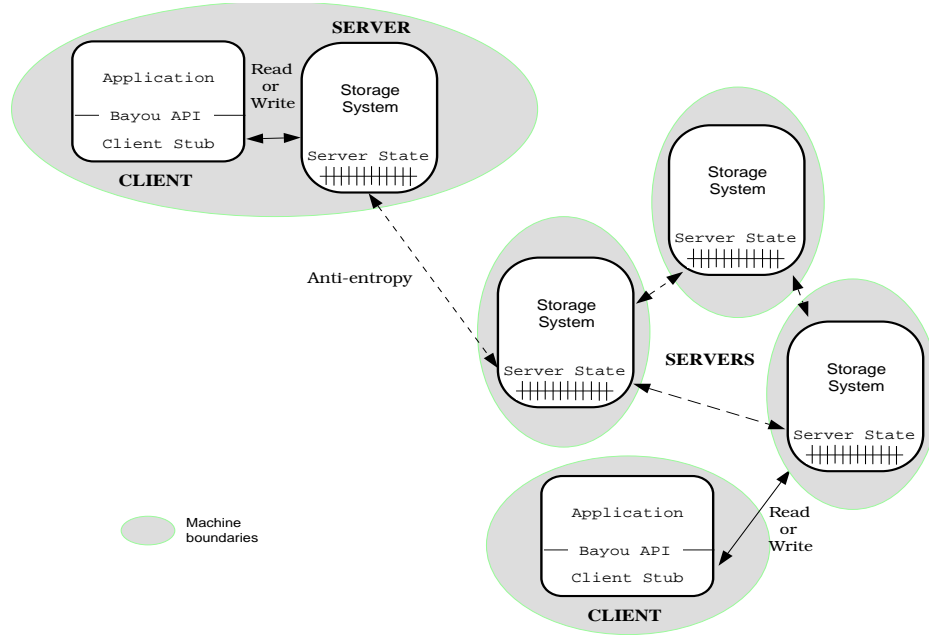 SERVER
Application
Bayou API
Client Stub
CLIENT
Read
or
Write
Storage
System
Server State
Anti-entropy
Storage
System
Server State
Storage
System
Server State
SERVERS
Storage
System
Server State
Read
or
Write
Application
Bayou API
Client Stub
CLIENT
Machine
boundaries